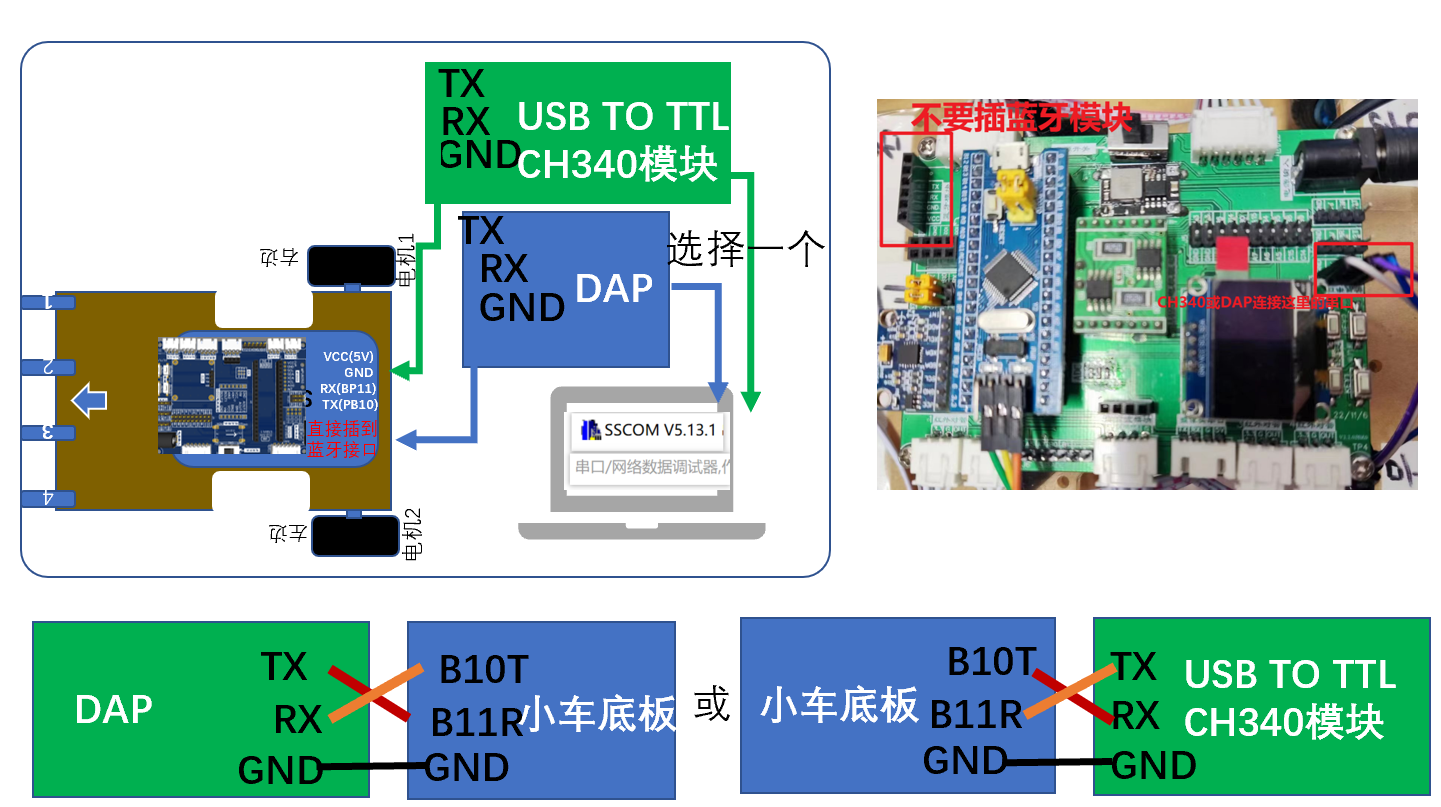 TX
RX
GND
USB TO TTL
CH340模块
TX
RX
GND
DAP
选择一个
右边
电机1
1
2
3
4
VCC(5V)
GND
RX(BP11)
TX(PB10)
S
直接插到
蓝牙接口
左边
电机2
SSCOM V5.13.1
串口/网络数据调试器,作
不要插蓝牙模块
CH340或DAP连接这里的串口
22/11/6
TP4
DAP
TX
RX
GND
B10T
B11R
GND
小车底板
或
小车底板
B10T
B11R
GND
TX
RX
GND
USB TO TTL
CH340模块